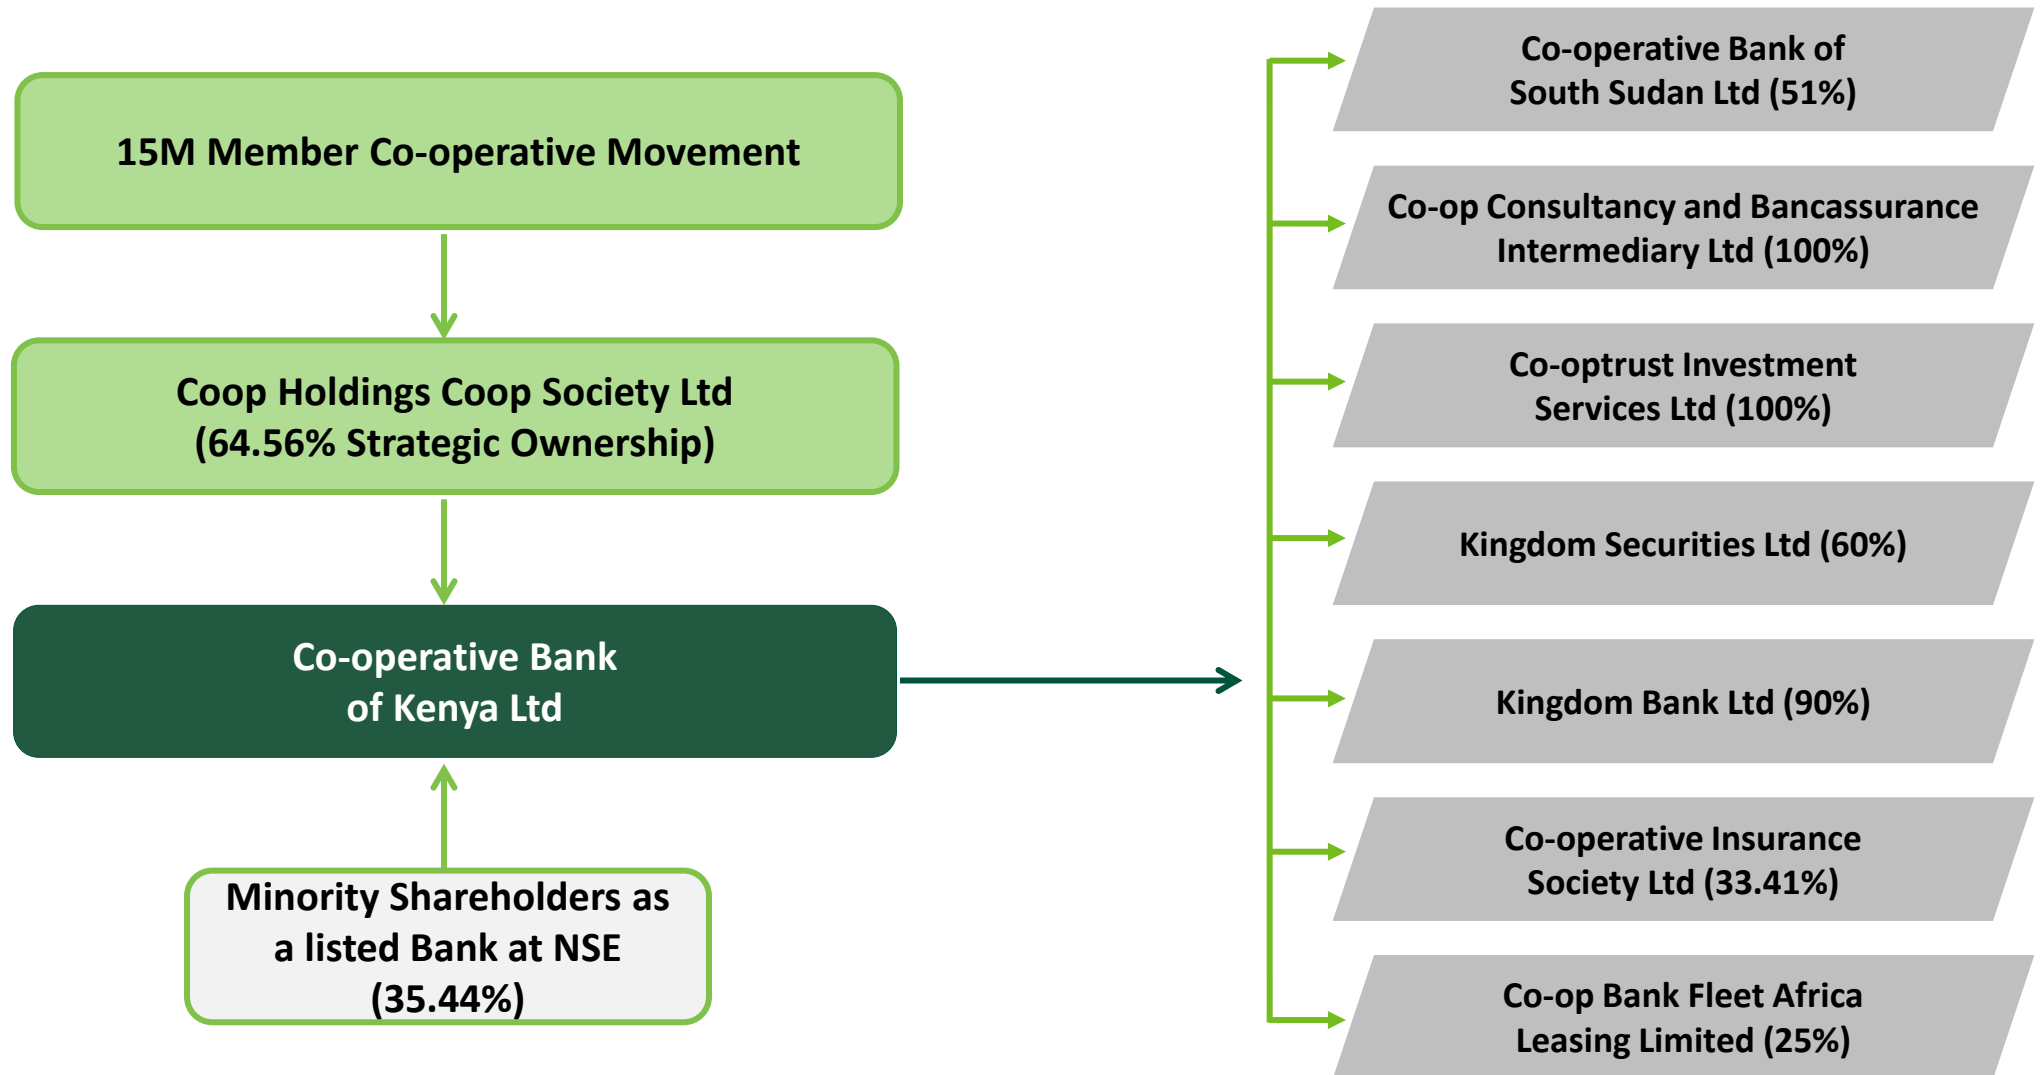 15M Member Co-operative Movement
Coop Holdings Coop Society Ltd
(64.56% Strategic Ownership)
Co-operative Bank
of Kenya Ltd
Minority Shareholders as
a listed Bank at NSE
(35.44%)
Co-operative Bank of
South Sudan Ltd (51%)
Co-op Consultancy and Bancassurance
Intermediary Ltd (100%)
Co-optrust Investment
Services Ltd (100%)
Kingdom Securities Ltd (60%)
Kingdom Bank Ltd (90%)
Co-operative Insurance
Society Ltd (33.41%)
Co-op Bank Fleet Africa
Leasing Limited (25%)